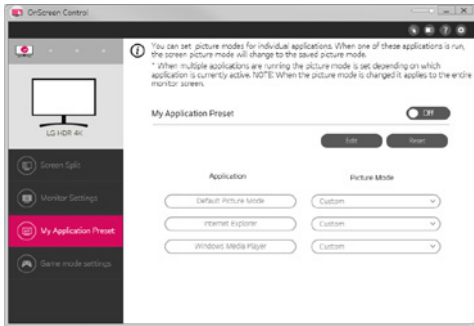 OnScreen Control
You can set picture modes for individual applications. When one of these applications is run,
the screen picture mode will change to the saved picture mode.
* When multiple applications are running the picture mode is set depending on which
application is currently active. NOTE: When the picture mode is changed it applies to the entire
monitor screen.
LG HDR 4K
My Application Preset
Off
Edit
Reset
Screen Split
Monitor Settings
My Application Preset
Game mode settings
Application
Picture Mode
Default Picture Mode
Custom
Internet Explorer
Custom
Windows Media Player
Custom